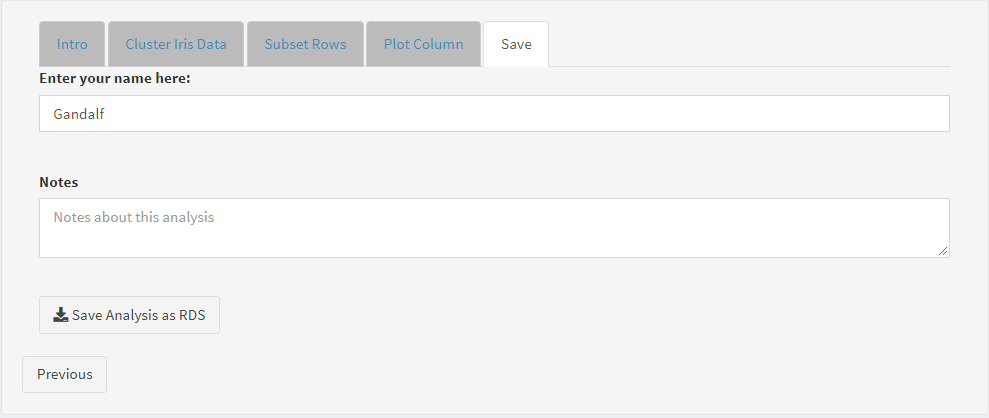 Intro Cluster Iris Data Subset Rows Plot Column Save
Enter your name here:
Gandalf
Notes
Notes about this analysis
Save Analysis as RDS
Previous